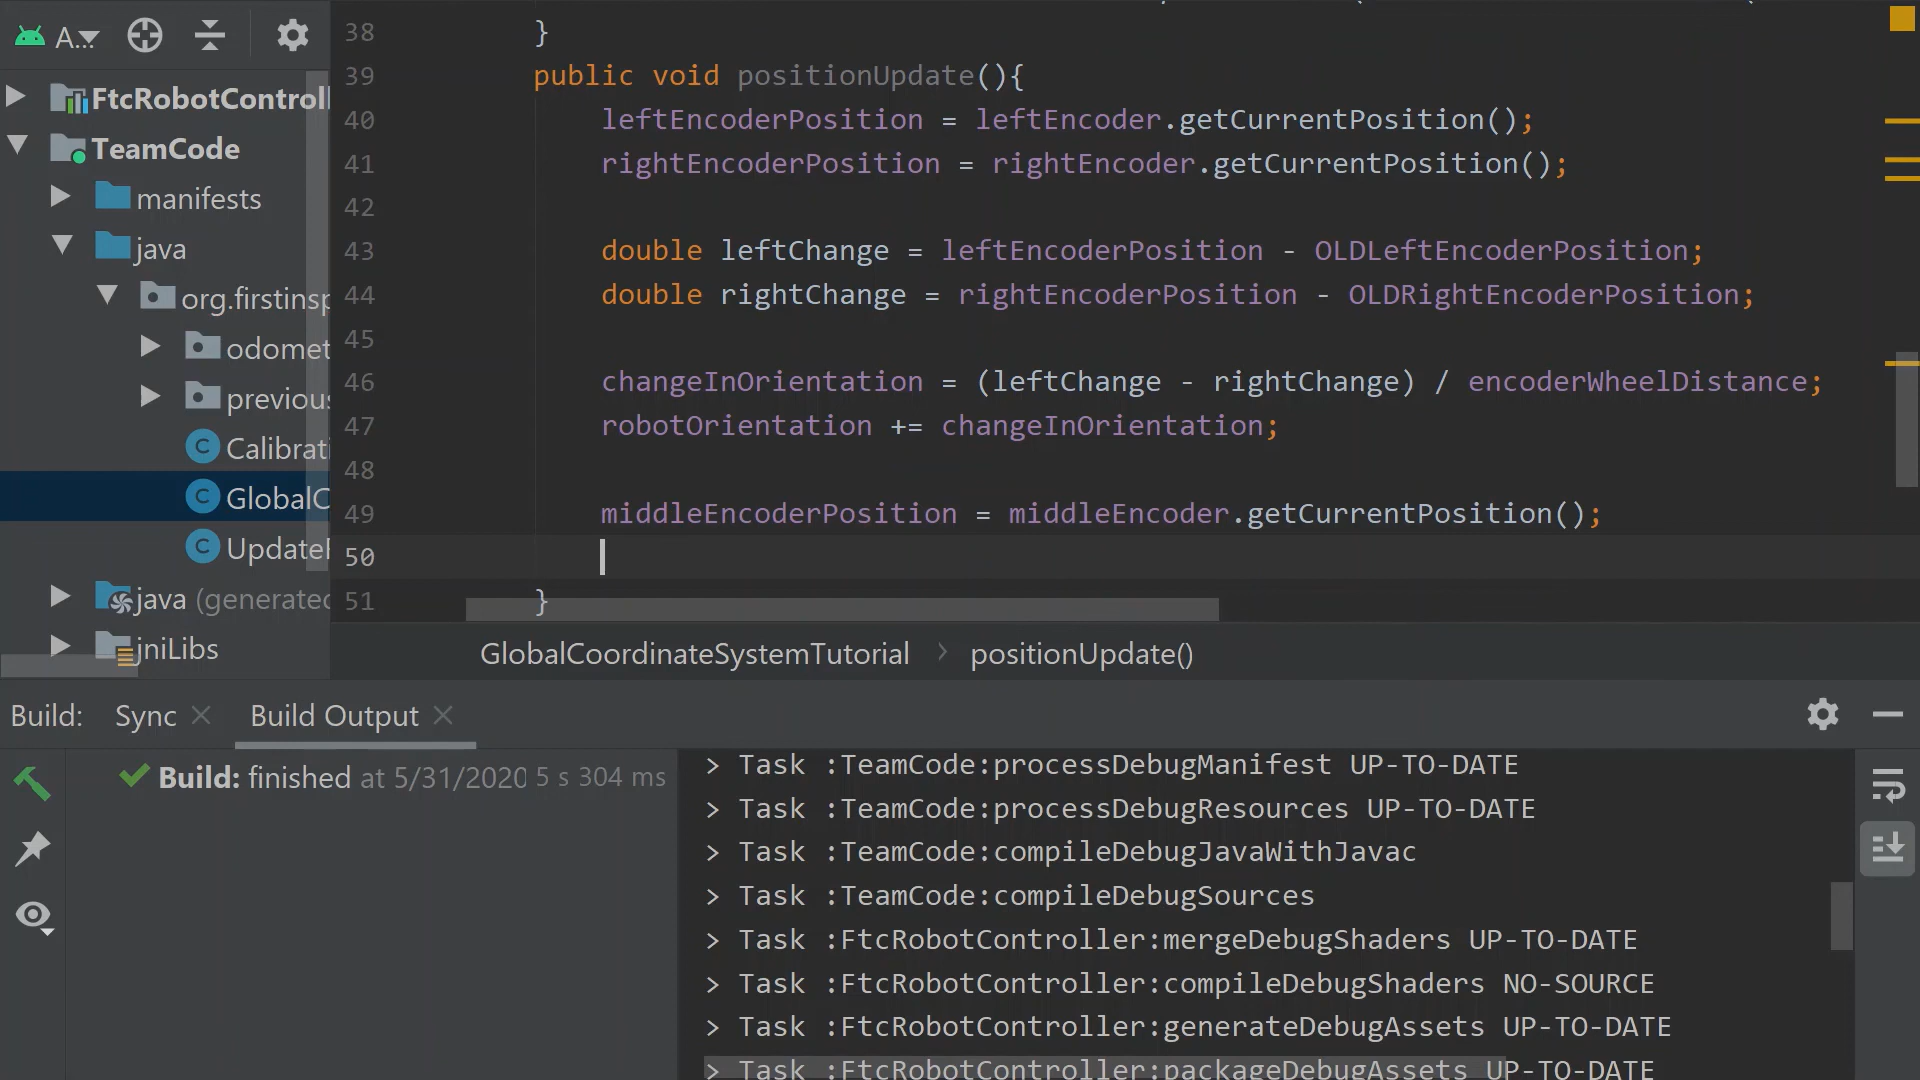 A...
FtcRobotControll
TeamCode
manifests
java
org.firstinsp
odomet
previous
Calibrati
GlobalC
Update
java (generated
jniLibs
38 }
39 public void positionUpdate(){
40 leftEncoderPosition = leftEncoder.getCurrentPosition();
41 rightEncoderPosition = rightEncoder.getCurrentPosition();
42
43 double leftChange = leftEncoderPosition - OLDLeftEncoderPosition;
44 double rightChange = rightEncoderPosition - OLDRightEncoderPosition;
45
46 changeInOrientation = (leftChange - rightChange) / encoderWheelDistance;
47 robotOrientation += changeInOrientation;
48
49 middleEncoderPosition = middleEncoder.getCurrentPosition();
50
51 }
GlobalCoordinateSystemTutorial > positionUpdate()
Build: Sync Build Output
Build: finished at 5/31/2020 5 s 304 ms
> Task :TeamCode:processDebugManifest UP-TO-DATE
> Task :TeamCode:processDebugResources UP-TO-DATE
> Task :TeamCode:compileDebugJavaWithJavac
> Task :TeamCode:compileDebugSources
> Task :FtcRobotController:mergeDebugShaders UP-TO-DATE
> Task :FtcRobotController:compileDebugShaders NO-SOURCE
> Task :FtcRobotController:generateDebugAssets UP-TO-DATE
> Task :FtcRobotController:packageDebugAssets UP-TO-DATE